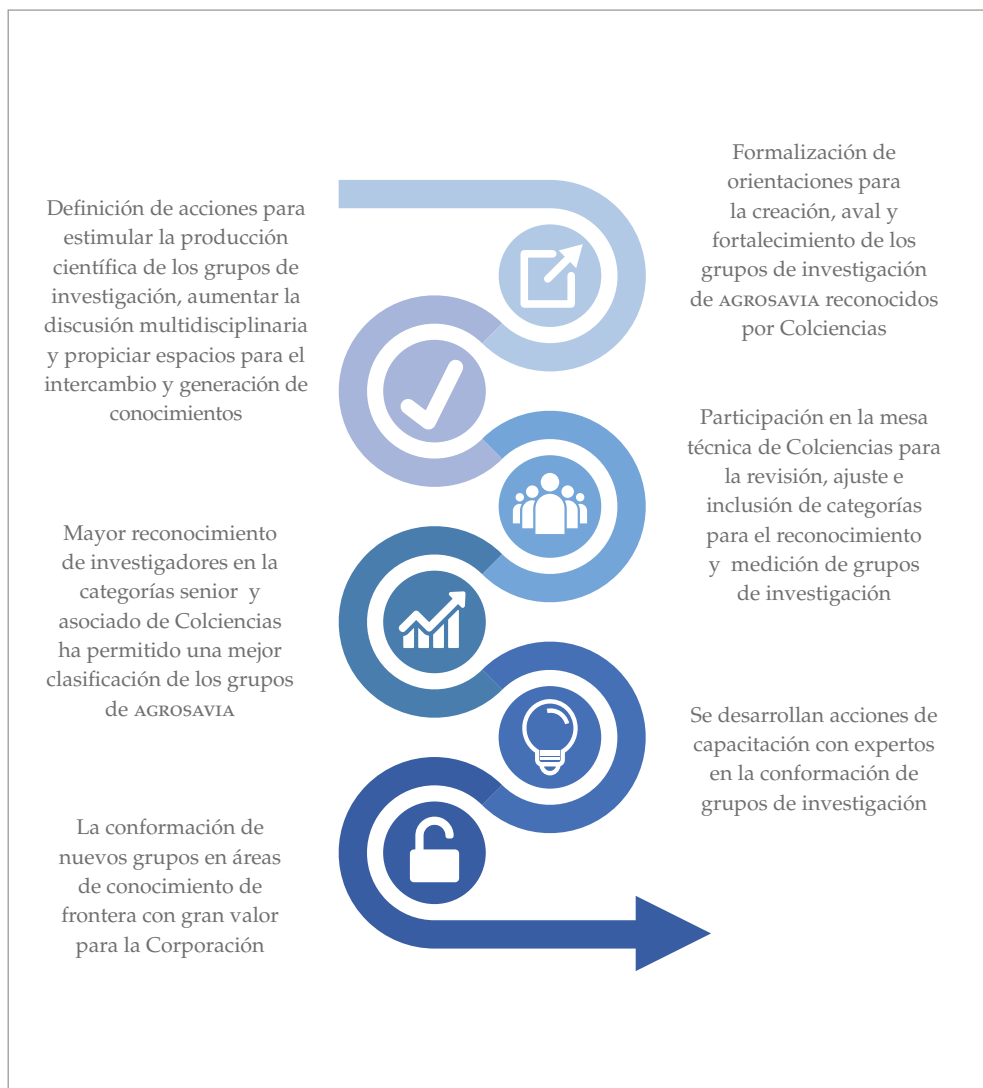 Formalización de
orientaciones para
la creación, aval y
fortalecimiento de los
grupos de investigación
de AGROSAVIA reconocidos
por Colciencias
Definición de acciones para
estimular la producción
científica de los grupos de
investigación, aumentar la
discusión multidisciplinaria
y propiciar espacios para el
intercambio y generación de
conocimientos
Participación en la mesa
técnica de Colciencias para
la revisión, ajuste e
inclusión de categorías
para el reconocimiento
y medición de grupos
de investigación
Mayor reconocimiento
de investigadores en la
categorías senior y
asociado de Colciencias
ha permitido una mejor
clasificación de los grupos
de AGROSAVIA
Se desarrollan acciones de
capacitación con expertos
en la conformación de
grupos de investigación
La conformación de
nuevos grupos en áreas
de conocimiento de
frontera con gran valor
para la Corporación